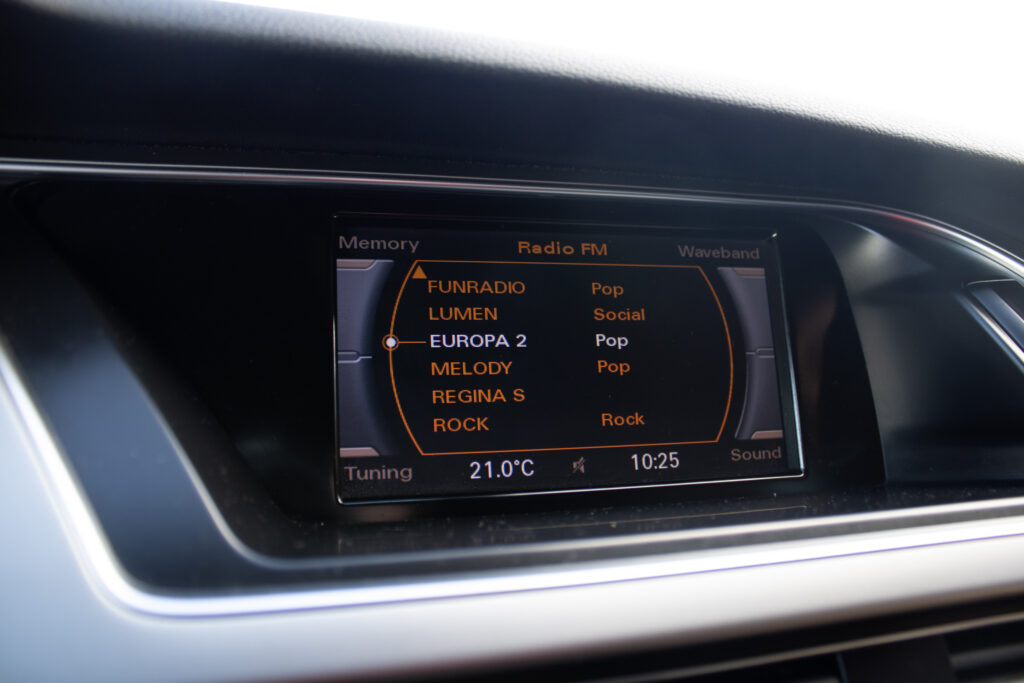 Memory Radio FM Waveband
FUNRADIO Pop
LUMEN Social
EUROPA 2 Pop
MELODY Pop
REGINA S
ROCK Rock
Tuning 21.0°C 10:25 Sound